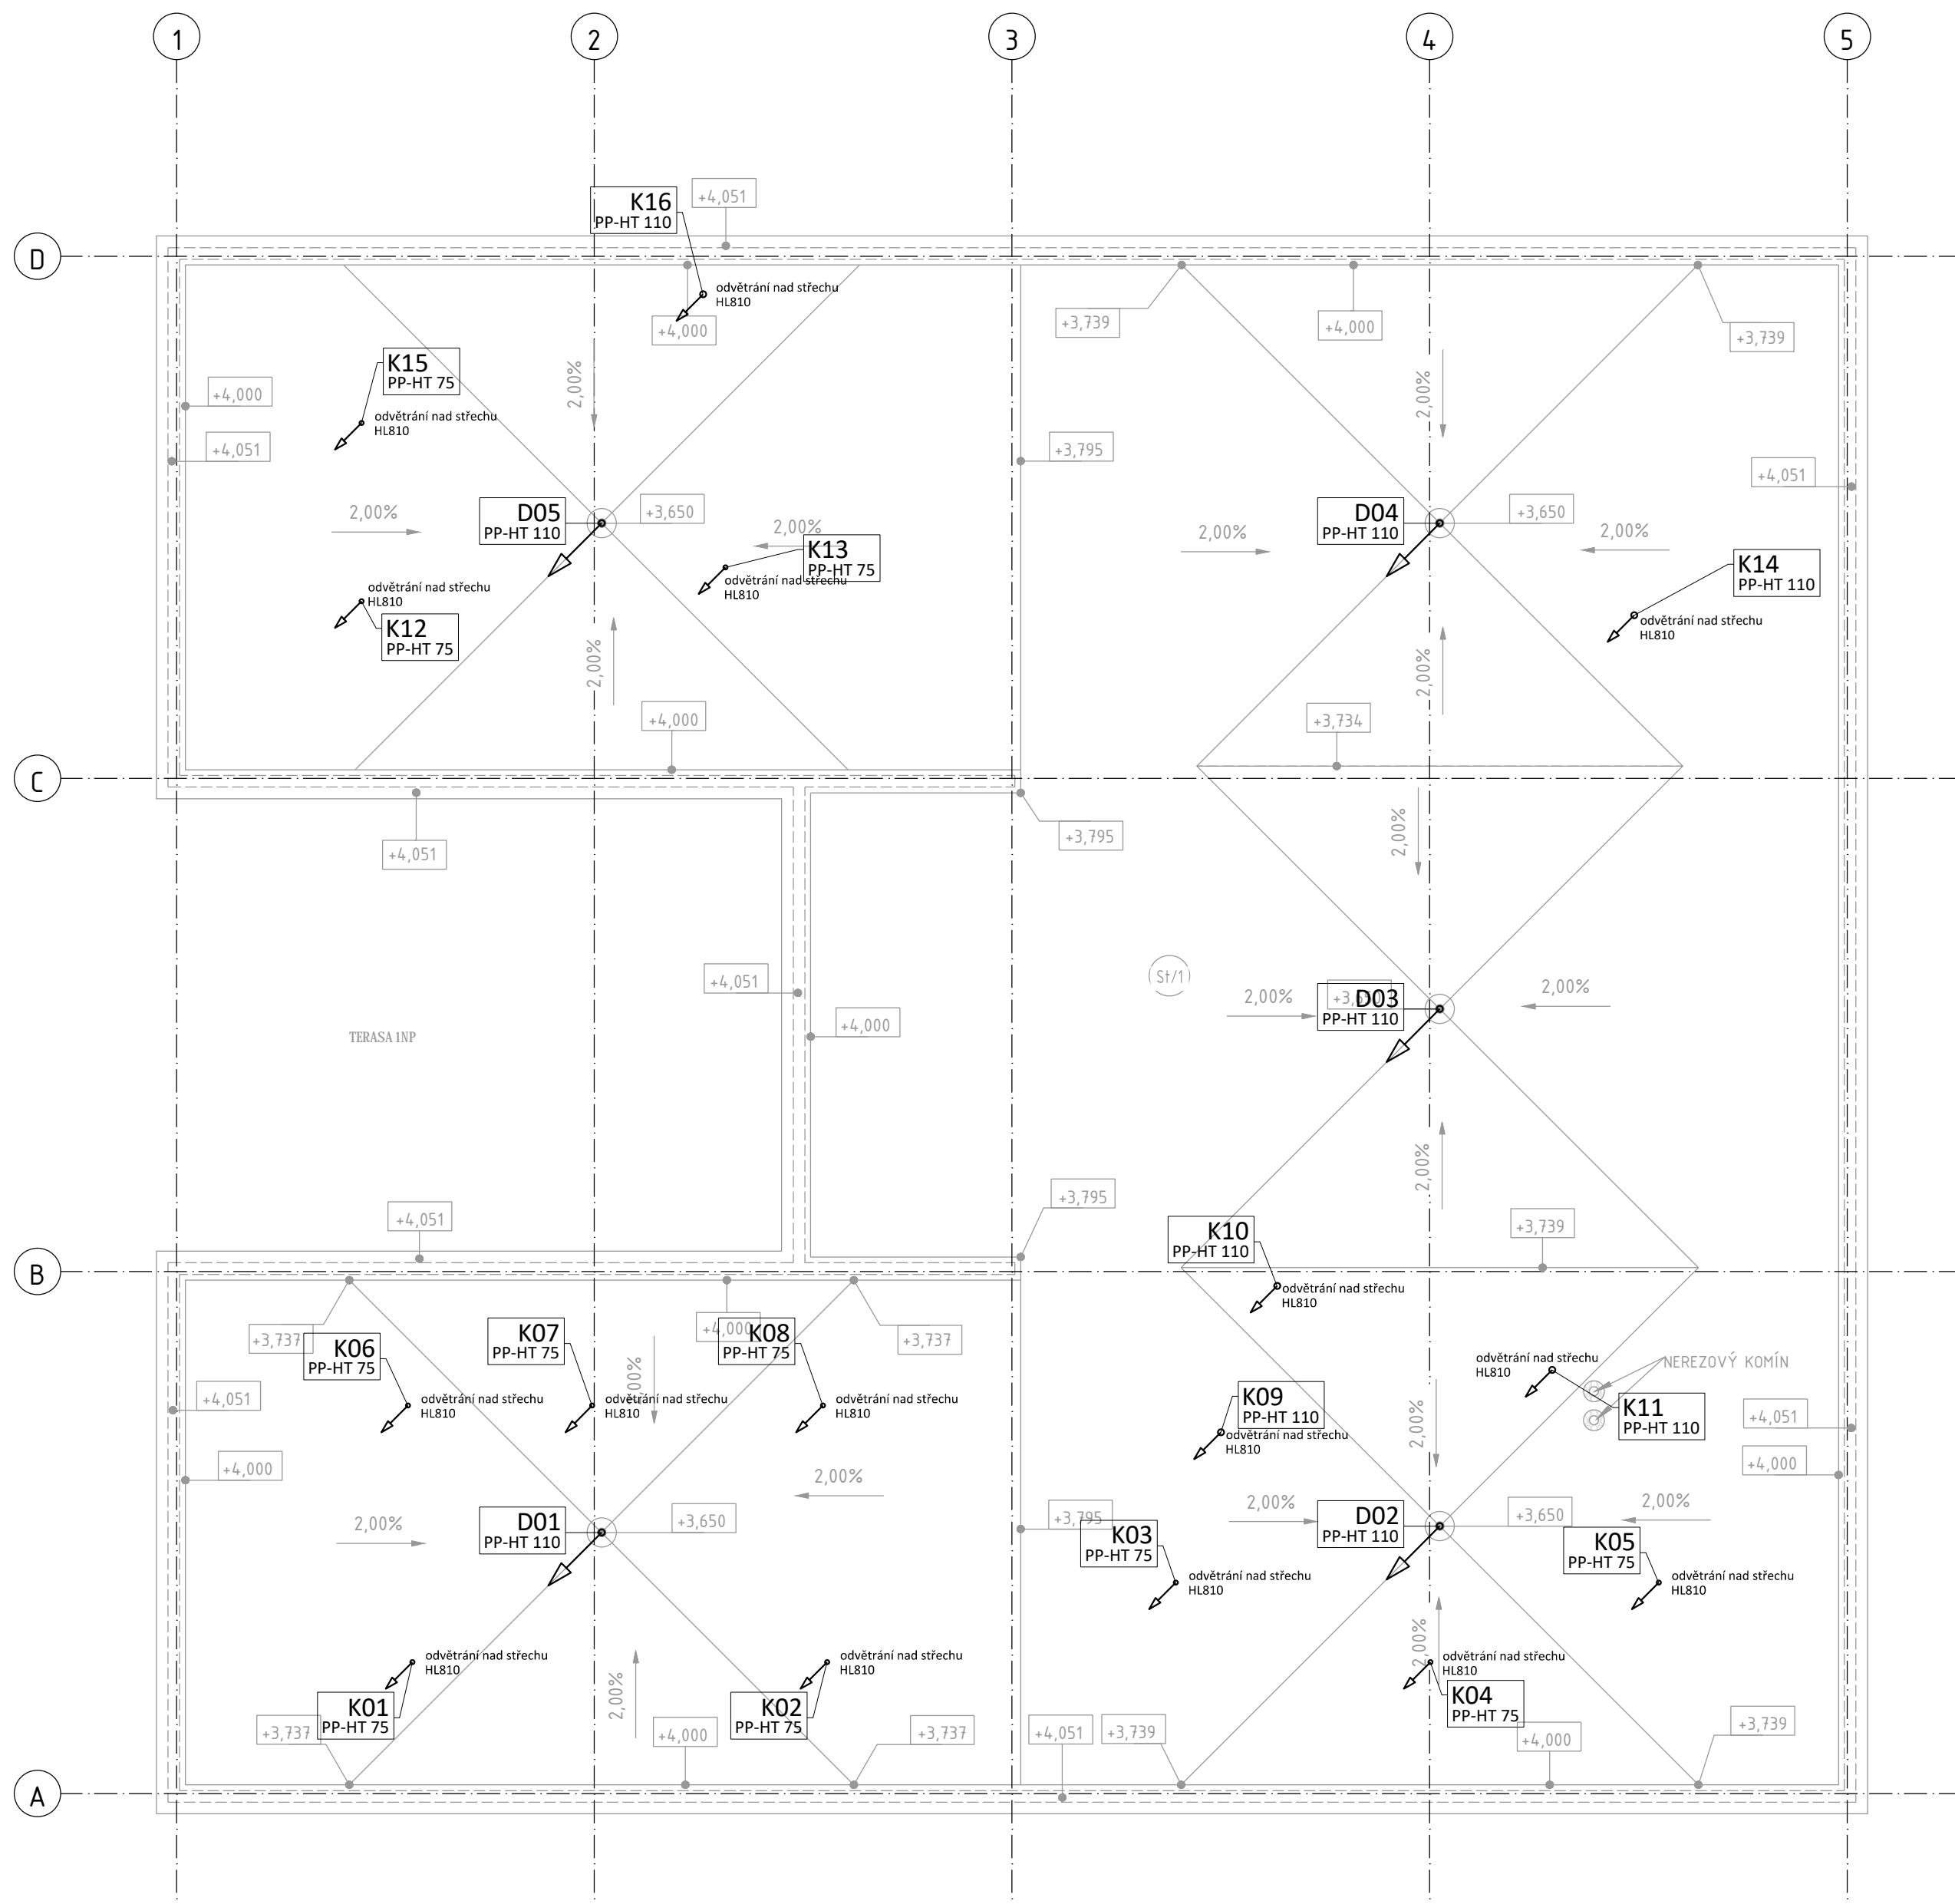 1
2
3
4
5
K16
PP-HT 110
+4,051
D
odvětrání nad střechu
HL810
+4,000
+3,739
+4,000
+3,739
K15
PP-HT 75
2,00%
2,00%
+4,000
odvětrání nad střechu
HL810
+4,051
+3,795
+4,051
D05
PP-HT 110
+3,650
D04
PP-HT 110
+3,650
2,00%
2,00%
2,00%
2,00%
K13
PP-HT 75
K14
PP-HT 110
odvětrání nad střechu
HL810
odvětrání nad střechu
HL810
K12
PP-HT 75
odvětrání nad střechu
HL810
2,00%
2,00%
+4,000
+3,734
C
+3,795
2,00%
+4,051
+4,051
St/1
+3,650
D03
PP-HT 110
2,00%
2,00%
+4,000
TERASA 1NP
2,00%
+3,795
+4,051
K10
PP-HT 110
+3,739
B
odvětrání nad střechu
HL810
+3,737
K06
PP-HT 75
K07
PP-HT 75
+4,000
K08
PP-HT 75
+3,737
odvětrání nad střechu
HL810
NEREZOVÝ KOMÍN
2,00%
+4,051
odvětrání nad střechu
HL810
odvětrání nad střechu
HL810
odvětrání nad střechu
HL810
K09
PP-HT 110
odvětrání nad střechu
HL810
2,00%
K11
PP-HT 110
+4,051
+4,000
+4,000
2,00%
2,00%
D01
PP-HT 110
+3,650
+3,795
K03
PP-HT 75
2,00%
D02
PP-HT 110
+3,650
2,00%
K05
PP-HT 75
odvětrání nad střechu
HL810
odvětrání nad střechu
HL810
odvětrání nad střechu
HL810
odvětrání nad střechu
HL810
2,00%
odvětrání nad střechu
HL810
2,00%
K01
PP-HT 75
K02
PP-HT 75
K04
PP-HT 75
+3,737
+4,000
+3,737
+4,051
+3,739
+4,000
+3,739
A